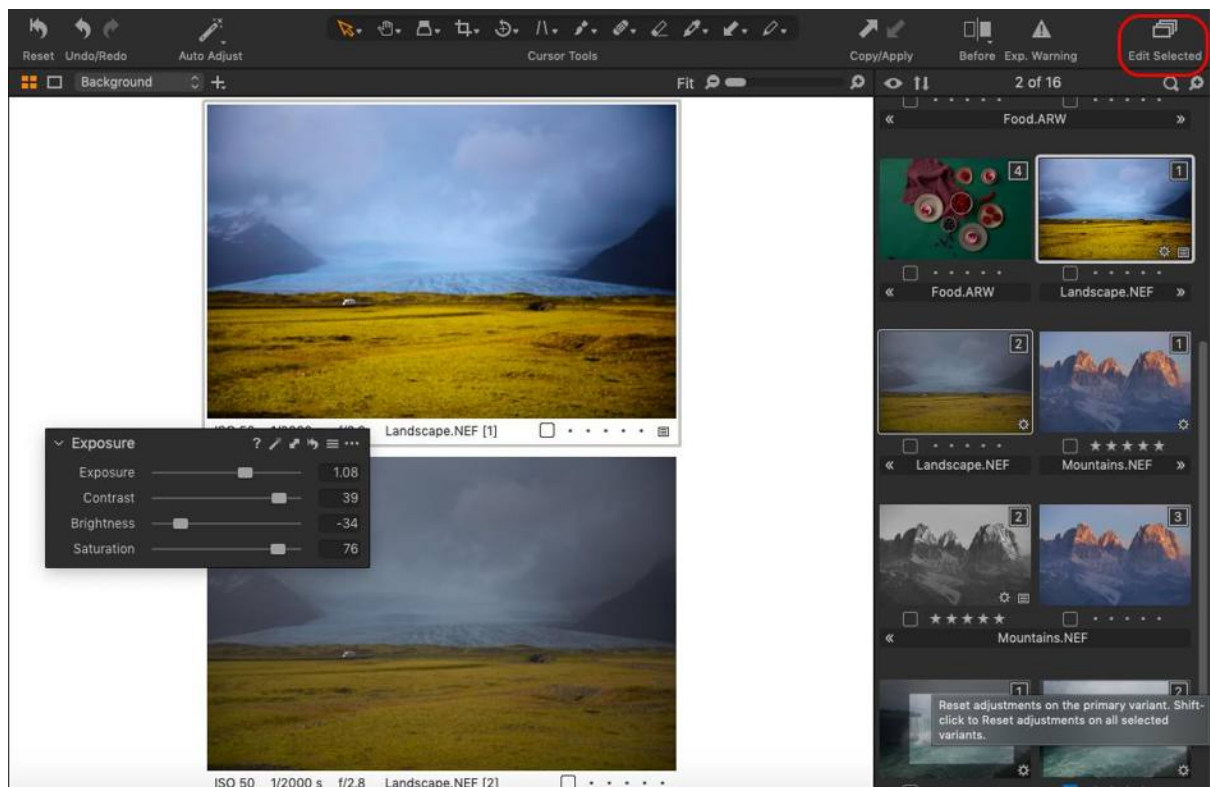 Reset Undo/Redo Auto Adjust Cursor Tools Copy/Apply Before Exp. Warning Edit Selected
Background Fit 2 of 16
Food.ARW
4 1
Food.ARW Landscape.NEF
Landscape.NEF [1]
Exposure ?
Exposure 1.08
Contrast 39
Brightness -34
Saturation 76
2 1
Landscape.NEF Mountains.NEF
2 3
Mountains.NEF
1 2
Reset adjustments on the primary variant. Shift-
click to Reset adjustments on all selected
variants.
ISO 50 1/2000 s f/2.8 Landscape.NEF [2]